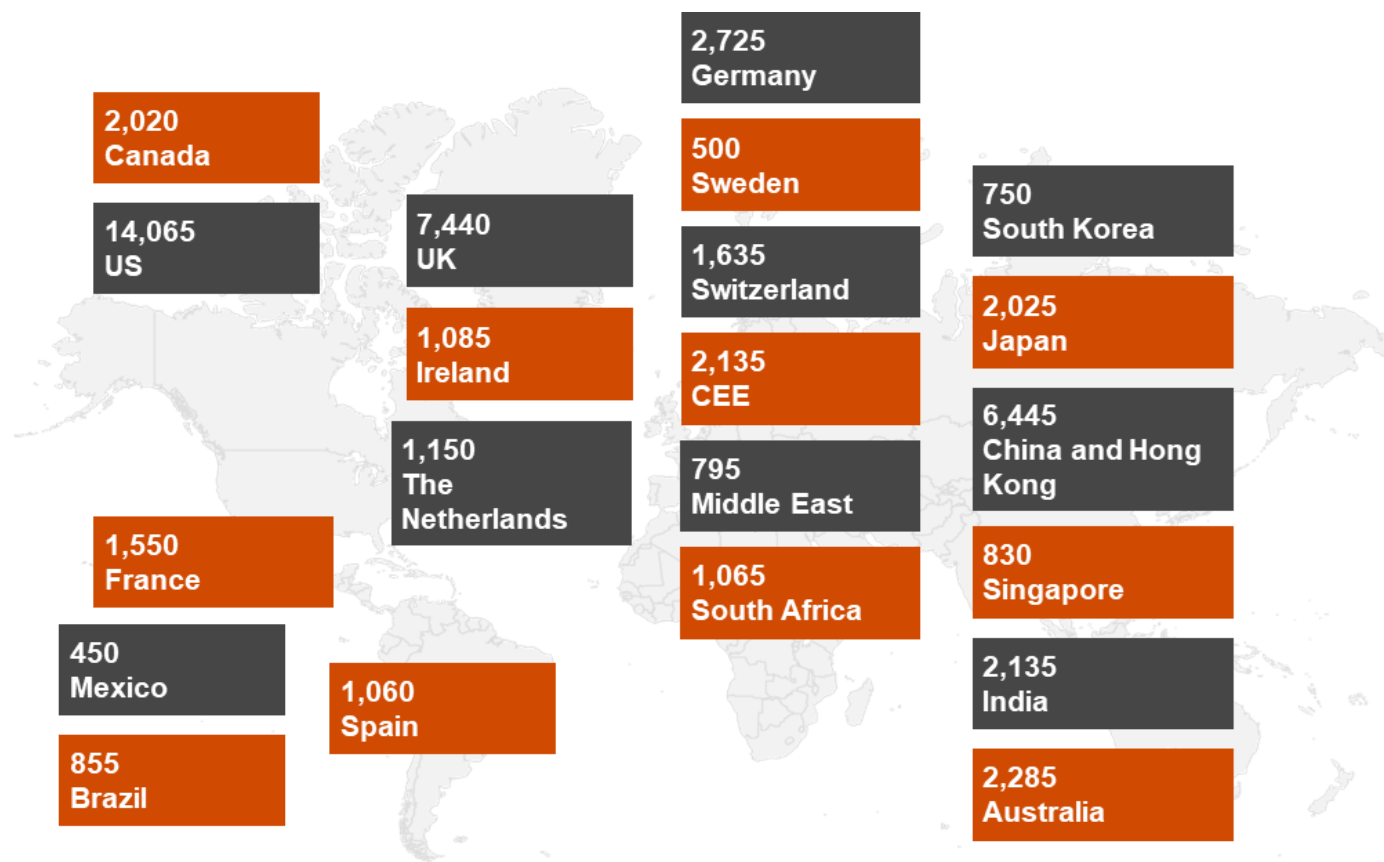 2,020
Canada
14,065
US
1,550
France
450
Mexico
855
Brazil
1,060
Spain
7,440
UK
1,085
Ireland
1,150
The
Netherlands
2,725
Germany
500
Sweden
1,635
Switzerland
2,135
CEE
795
Middle East
1,065
South Africa
750
South Korea
2,025
Japan
6,445
China and Hong
Kong
830
Singapore
2,135
India
2,285
Australia